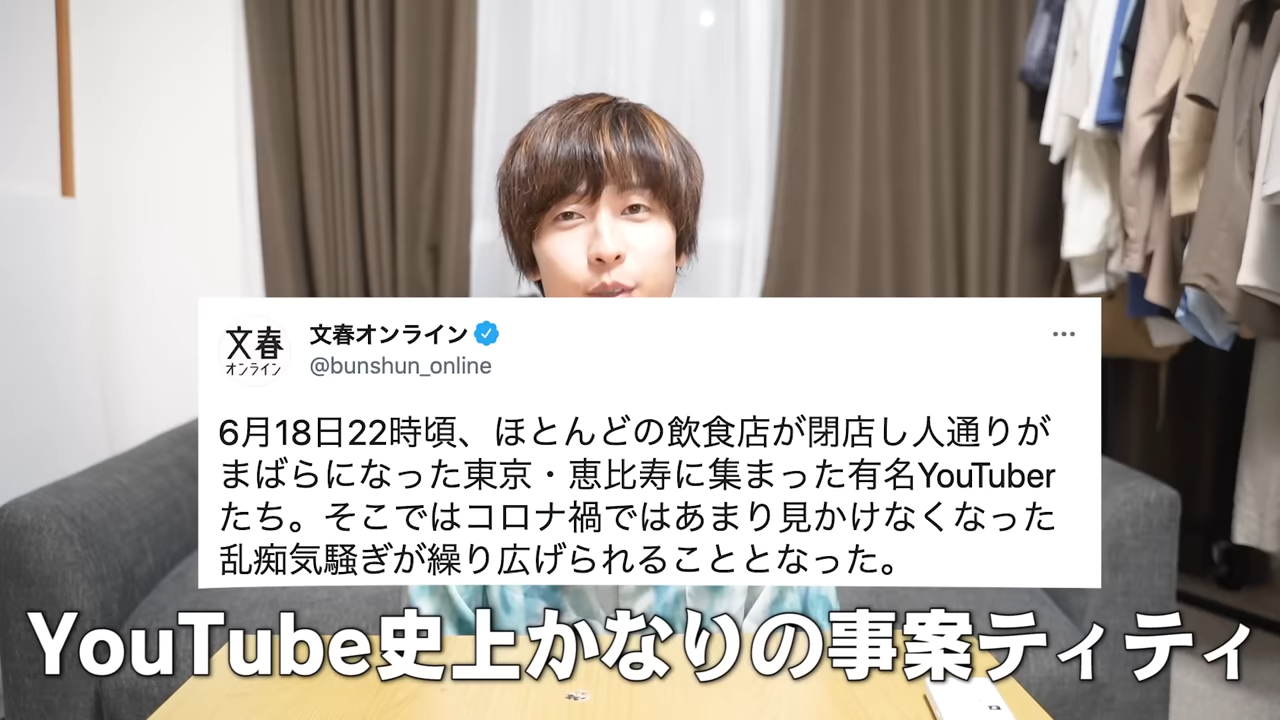 文春
オンライン
文春オンライン
@bunshun_online
6月18日22時頃、ほとんどの飲食店が閉店し人通りが
まばらになった東京・恵比寿に集まった有名YouTuber
たち。そこではコロナ禍ではあまり見かけなくなった
乱痴気騒ぎが繰り広げられることとなった。
YouTube史上かなりの事案ティティ